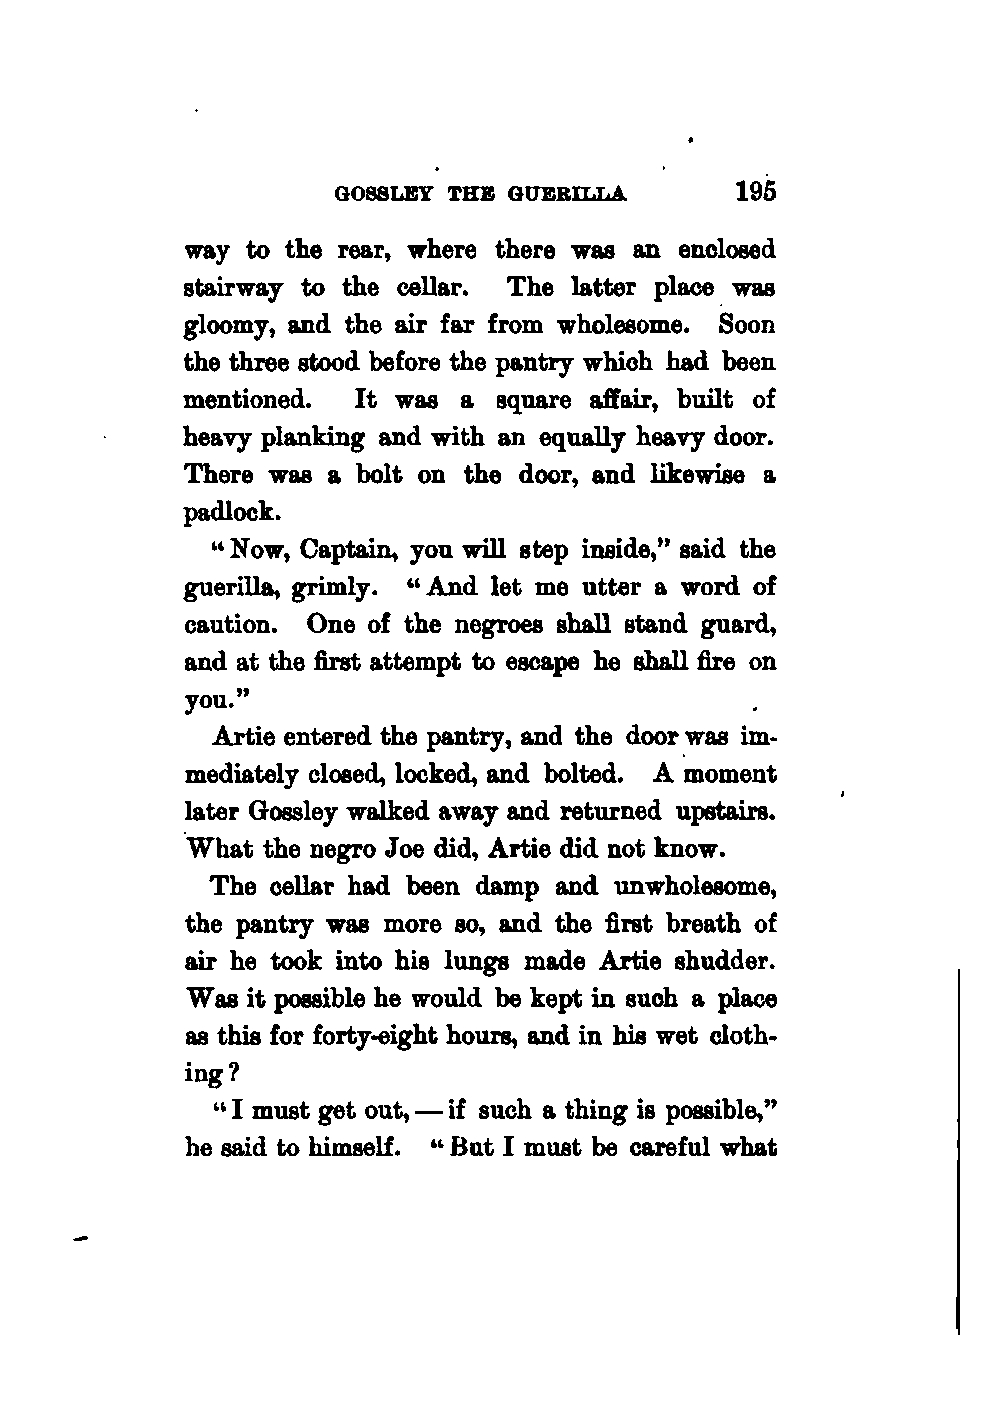 GOSSLEY THE GUERILLA 195
way to the rear, where there was an enclosed
stairway to the cellar. The latter place was
gloomy, and the air far from wholesome. Soon
the three stood before the pantry which had been
mentioned. It was a square affair, built of
heavy planking and with an equally heavy door.
There was a bolt on the door, and likewise a
padlock.
"Now, Captain, you will step inside," said the
guerilla, grimly. "And let me utter a word of
caution. One of the negroes shall stand guard,
and at the first attempt to escape he shall fire on
you."
Artie entered the pantry, and the door was im-
mediately closed, locked, and bolted. A moment
later Gossley walked away and returned upstairs.
What the negro Joe did, Artie did not know.
The cellar had been damp and unwholesome,
the pantry was more so, and the first breath of
air he took into his lungs made Artie shudder.
Was it possible he would be kept in such a place
as this for forty-eight hours, and in his wet cloth-
ing?
"I must get out,—if such a thing is possible,"
he said to himself. "But I must be careful what